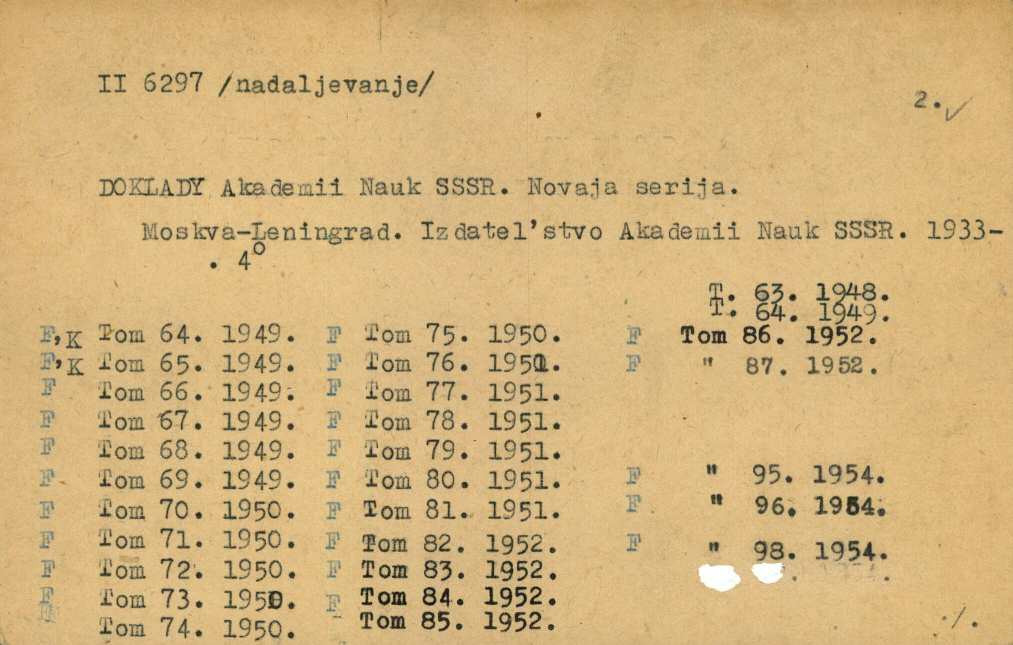 II 6297 /nadaljevanje/
2. ✓
DOKLADY Akademii Nauk SSSR. Novaja serija.
Moskva-Leningrad. Izdatel'stvo Akademii Nauk SSSR. 1933-
. 4º
T. 63. 1948.
T. 64. 1949.
F,K Tom 64. 1949. F Tom 75. 1950. F Tom 86. 1952.
F,K Tom 65. 1949. F Tom 76. 1951. F " 87. 1952.
F Tom 66. 1949. F Tom 77. 1951.
F Tom 67. 1949. F Tom 78. 1951.
F Tom 68. 1949. F Tom 79. 1951.
F Tom 69. 1949. F Tom 80. 1951. F " 95. 1954.
F Tom 70. 1950. F Tom 81. 1951. F " 96. 1954.
F Tom 71. 1950. F Tom 82. 1952. F " 98. 1954.
F Tom 72. 1950. F Tom 83. 1952.
F Tom 73. 1950. F Tom 84. 1952.
F Tom 74. 1950. Tom 85. 1952.
./.